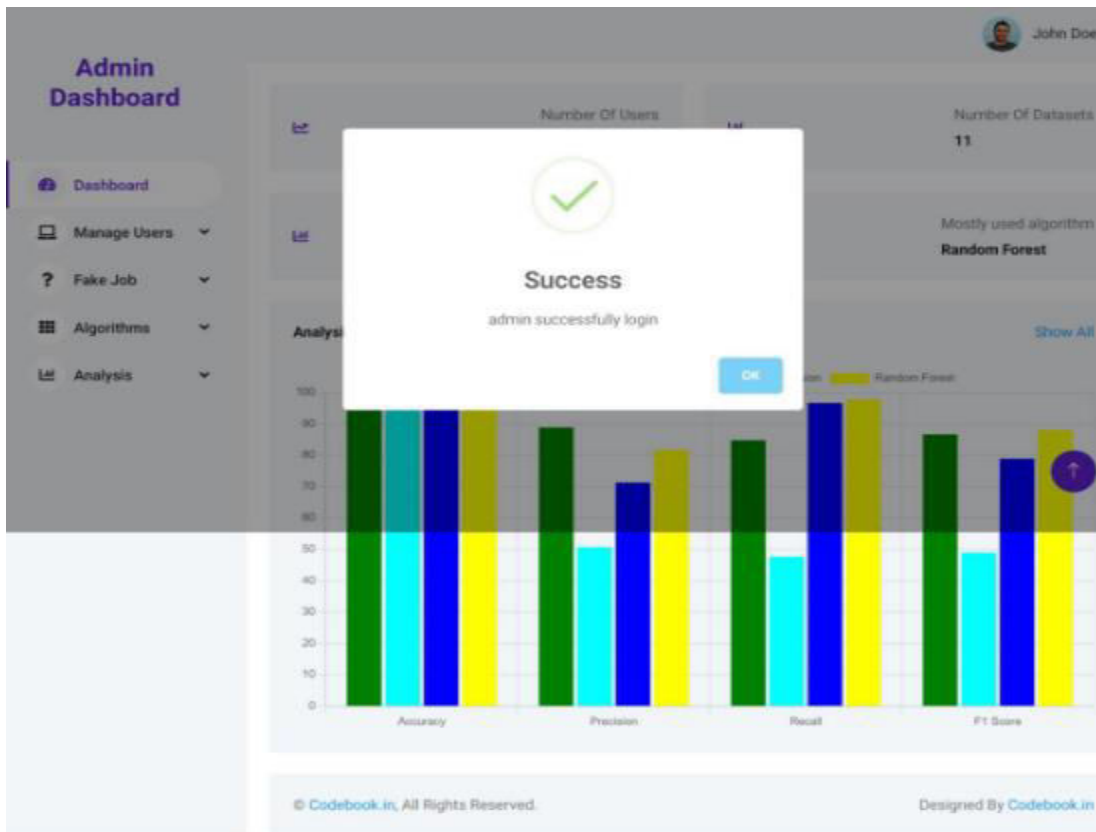 John Doe
Admin
Dashboard
Number Of Users
Number Of Datasets
11
Dashboard
Manage Users
Mostly used algorithm
Random Forest
? Fake Job
Success
admin successfully login
Algorithms
Show All
Analysis
OK
Random Forest
100
90
80
70
60
50
40
30
20
10
0
Accuracy
Precision
Recall
F1 Score
© Codebook.in, All Rights Reserved.
Designed By Codebook.in